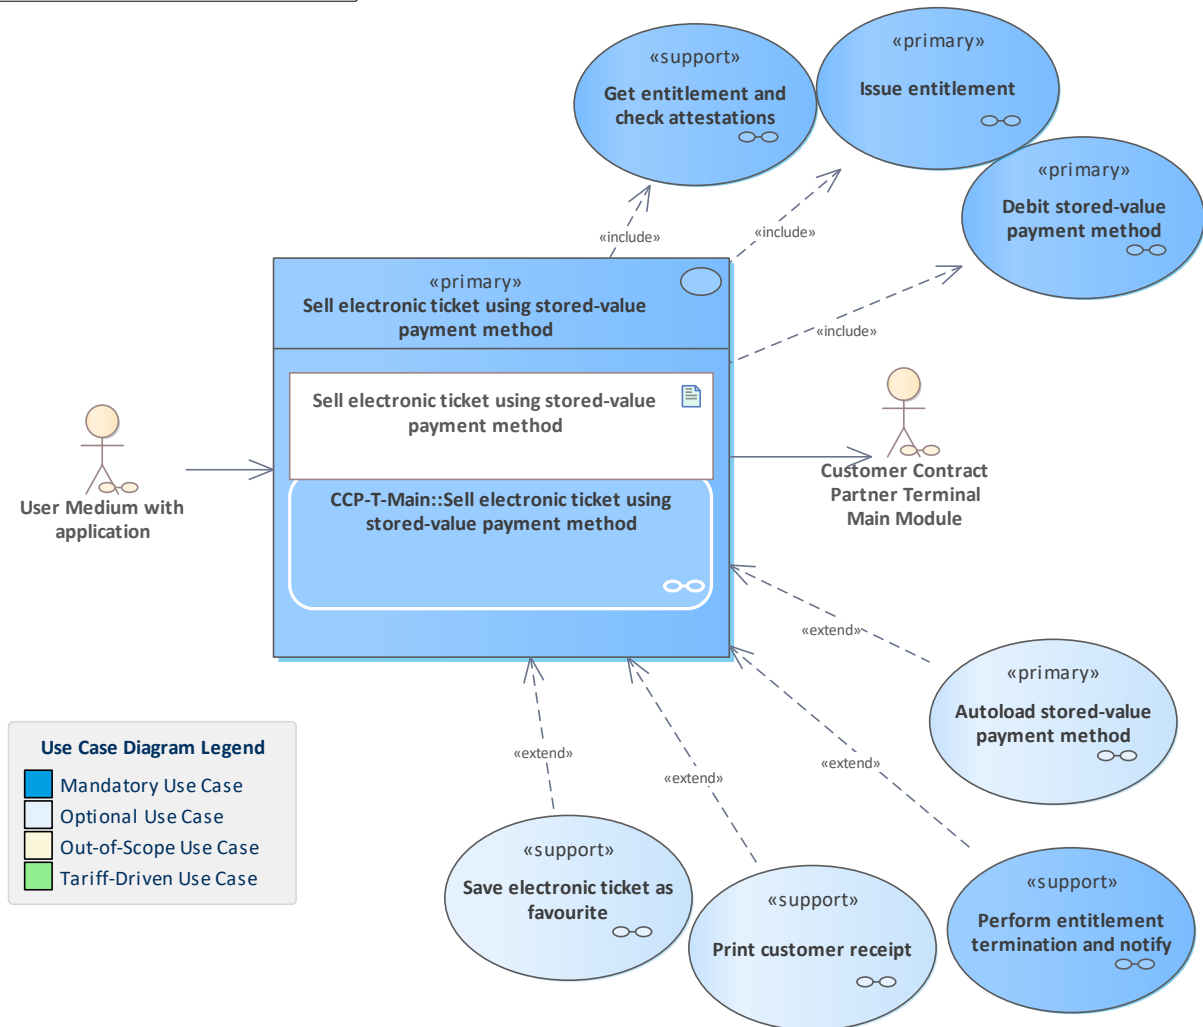 «support»
Get entitlement and
check attestations
«primary»
Issue entitlement
«primary»
Debit stored-value
payment method
«include»
«include»
«include»
«primary»
Sell electronic ticket using stored-value
payment method
Sell electronic ticket using stored-value
payment method
CCP-T-Main::Sell electronic ticket using
stored-value payment method
User Medium with
application
Customer Contract
Partner Terminal
Main Module
«extend»
«primary»
Autoload stored-value
payment method
«extend»
«extend»
«extend»
Use Case Diagram Legend
Mandatory Use Case
Optional Use Case
Out-of-Scope Use Case
Tariff-Driven Use Case
«support»
Save electronic ticket as
favourite
«support»
Print customer receipt
«support»
Perform entitlement
termination and notify